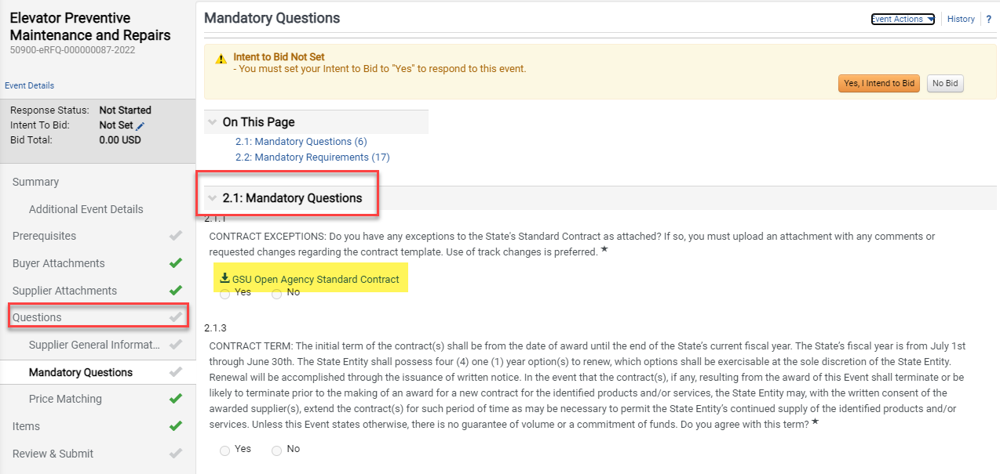 Elevator Preventive
Maintenance and Repairs
50900-eRFQ-000000087-2022
Event Details
Response Status: Not Started
Intent To Bid: Not Set
Bid Total: 0.00 USD
Summary
Additional Event Details
Prerequisites
Buyer Attachments
Supplier Attachments
Questions
Supplier General Informat...
Mandatory Questions
Price Matching
Items
Review & Submit
Mandatory Questions
Event Actions
History
?
Intent to Bid Not Set
- You must set your Intent to Bid to "Yes" to respond to this event.
Yes, I Intend to Bid
No Bid
On This Page
2.1: Mandatory Questions (6)
2.2: Mandatory Requirements (17)
2.1: Mandatory Questions
2.1.1
CONTRACT EXCEPTIONS: Do you have any exceptions to the State's Standard Contract as attached? If so, you must upload an attachment with any comments or
requested changes regarding the contract template. Use of track changes is preferred. ★
GSU Open Agency Standard Contract
Yes No
2.1.3
CONTRACT TERM: The initial term of the contract(s) shall be from the date of award until the end of the State's current fiscal year. The State's fiscal year is from July 1st
through June 30th. The State Entity shall possess four (4) one (1) year option(s) to renew, which options shall be exercisable at the sole discretion of the State Entity.
Renewal will be accomplished through the issuance of written notice. In the event that the contract(s), if any, resulting from the award of this Event shall terminate or be
likely to terminate prior to the making of an award for a new contract for the identified products and/or services, the State Entity may, with the written consent of the
awarded supplier(s), extend the contract(s) for such period of time as may be necessary to permit the State Entity's continued supply of the identified products and/or
services. Unless this Event states otherwise, there is no guarantee of volume or a commitment of funds. Do you agree with this term? ★
Yes No